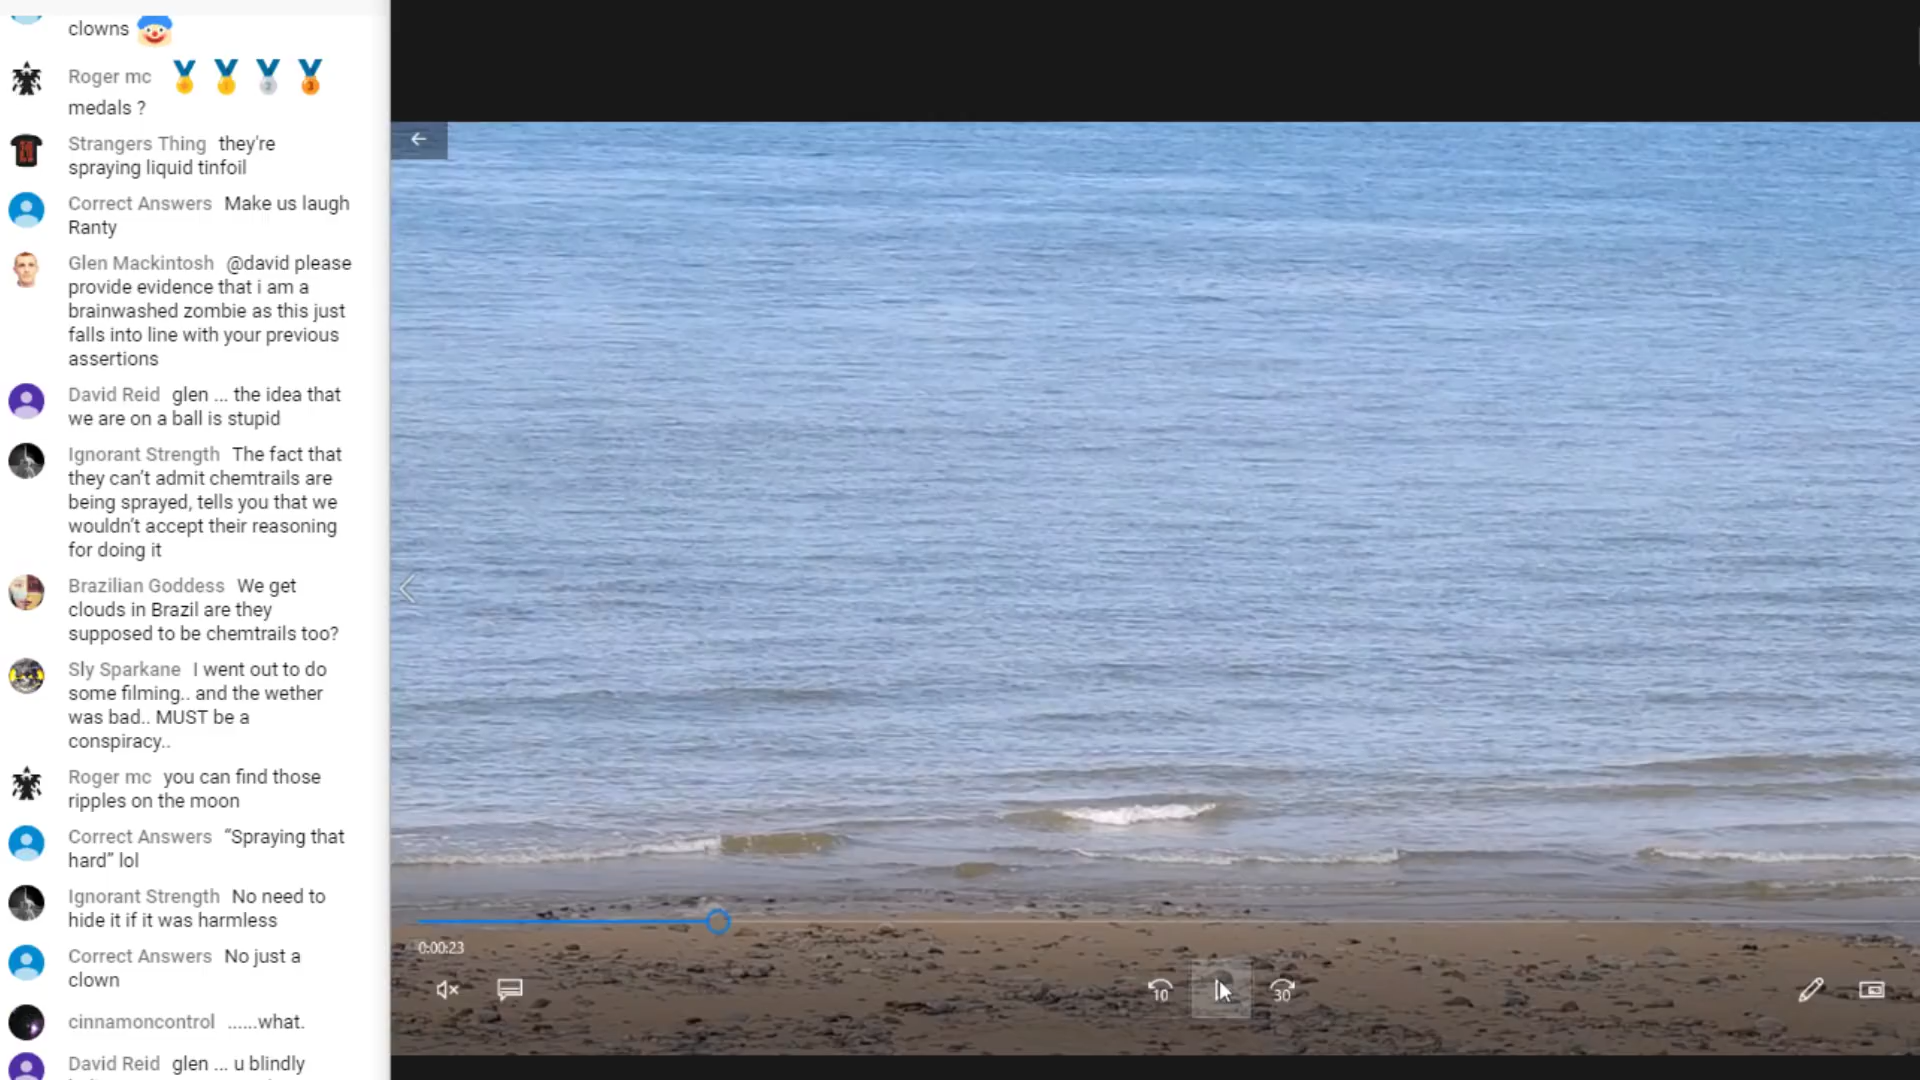 clowns
Roger mc
medals ?
Strangers Thing they're
spraying liquid tinfoil
Correct Answers Make us laugh
Ranty
Glen Mackintosh @david please
provide evidence that i am a
brainwashed zombie as this just
falls into line with your previous
assertions
David Reid glen ... the idea that
we are on a ball is stupid
Ignorant Strength The fact that
they can’t admit chemtrails are
being sprayed, tells you that we
wouldn’t accept their reasoning
for doing it
Brazilian Goddess We get
clouds in Brazil are they
supposed to be chemtrails too?
Sly Sparkane I went out to do
some filming.. and the wether
was bad.. MUST be a
conspiracy..
Roger mc you can find those
ripples on the moon
Correct Answers “Spraying that
hard” lol
Ignorant Strength No need to
hide it if it was harmless
Correct Answers No just a
clown
cinnamoncontrol ......what.
David Reid glen ... u blindly
0:00:23
10
30